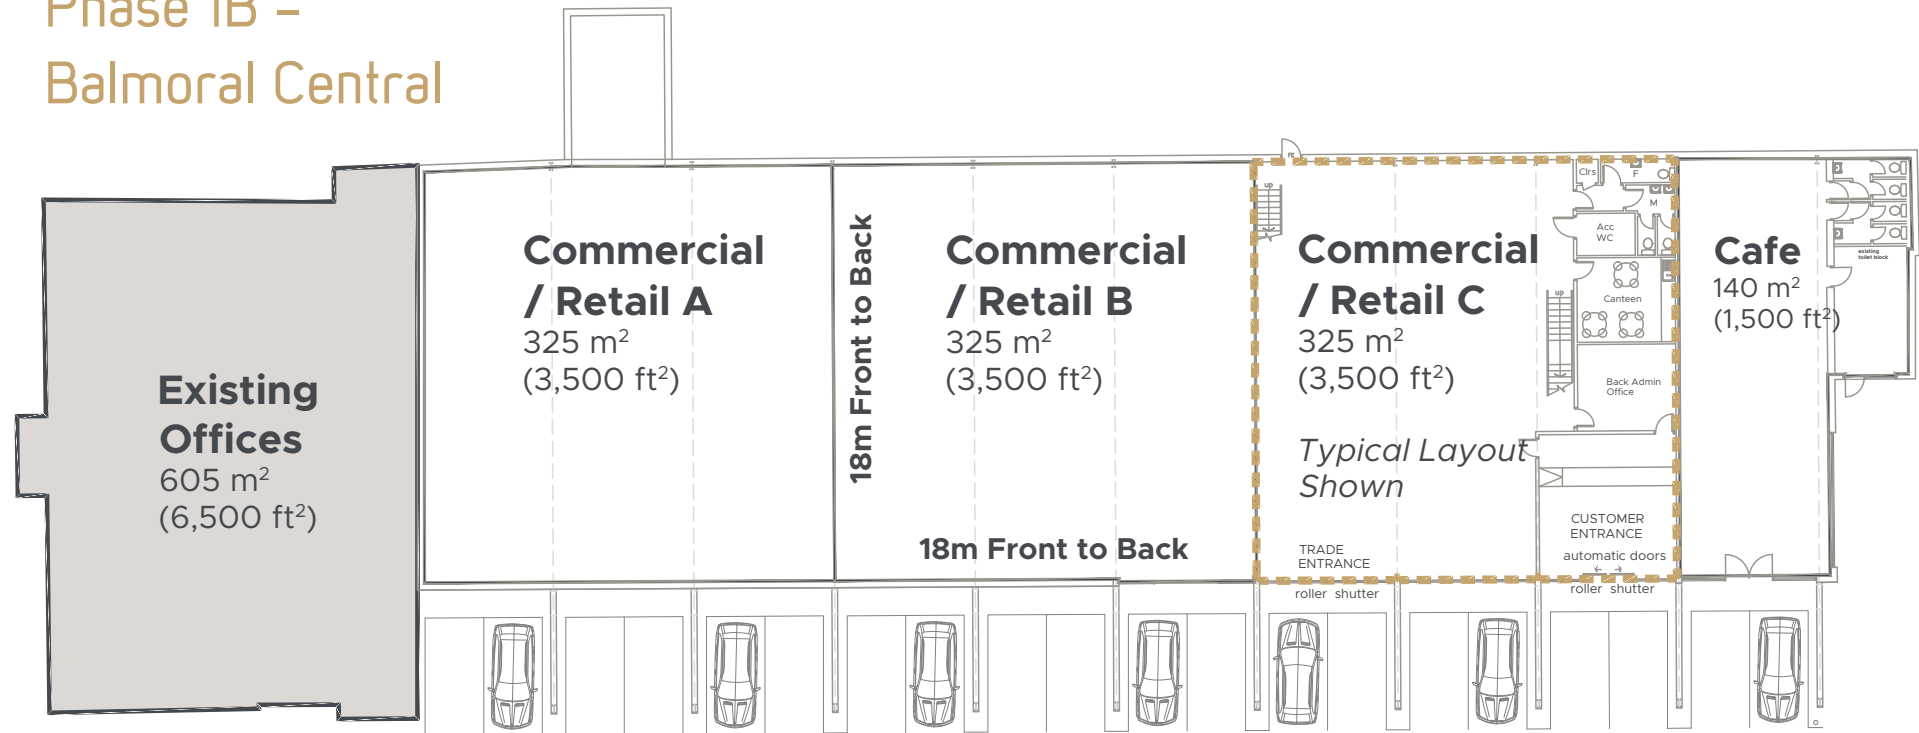 Phase 1B –
Balmoral Central
Existing
Offices
605 m²
(6,500 ft²)
Commercial
/ Retail A
325 m²
(3,500 ft²)
18m Front to Back
Commercial
/ Retail B
325 m²
(3,500 ft²)
18m Front to Back
Commercial
/ Retail C
325 m²
(3,500 ft²)
Typical Layout
Shown
TRADE
ENTRANCE
roller shutter
up
up
Clrs
F
M
Acc
WC
Canteen
Back Admin
Office
CUSTOMER
ENTRANCE
automatic doors
roller shutter
Cafe
140 m²
(1,500 ft²)
existing
toilet block